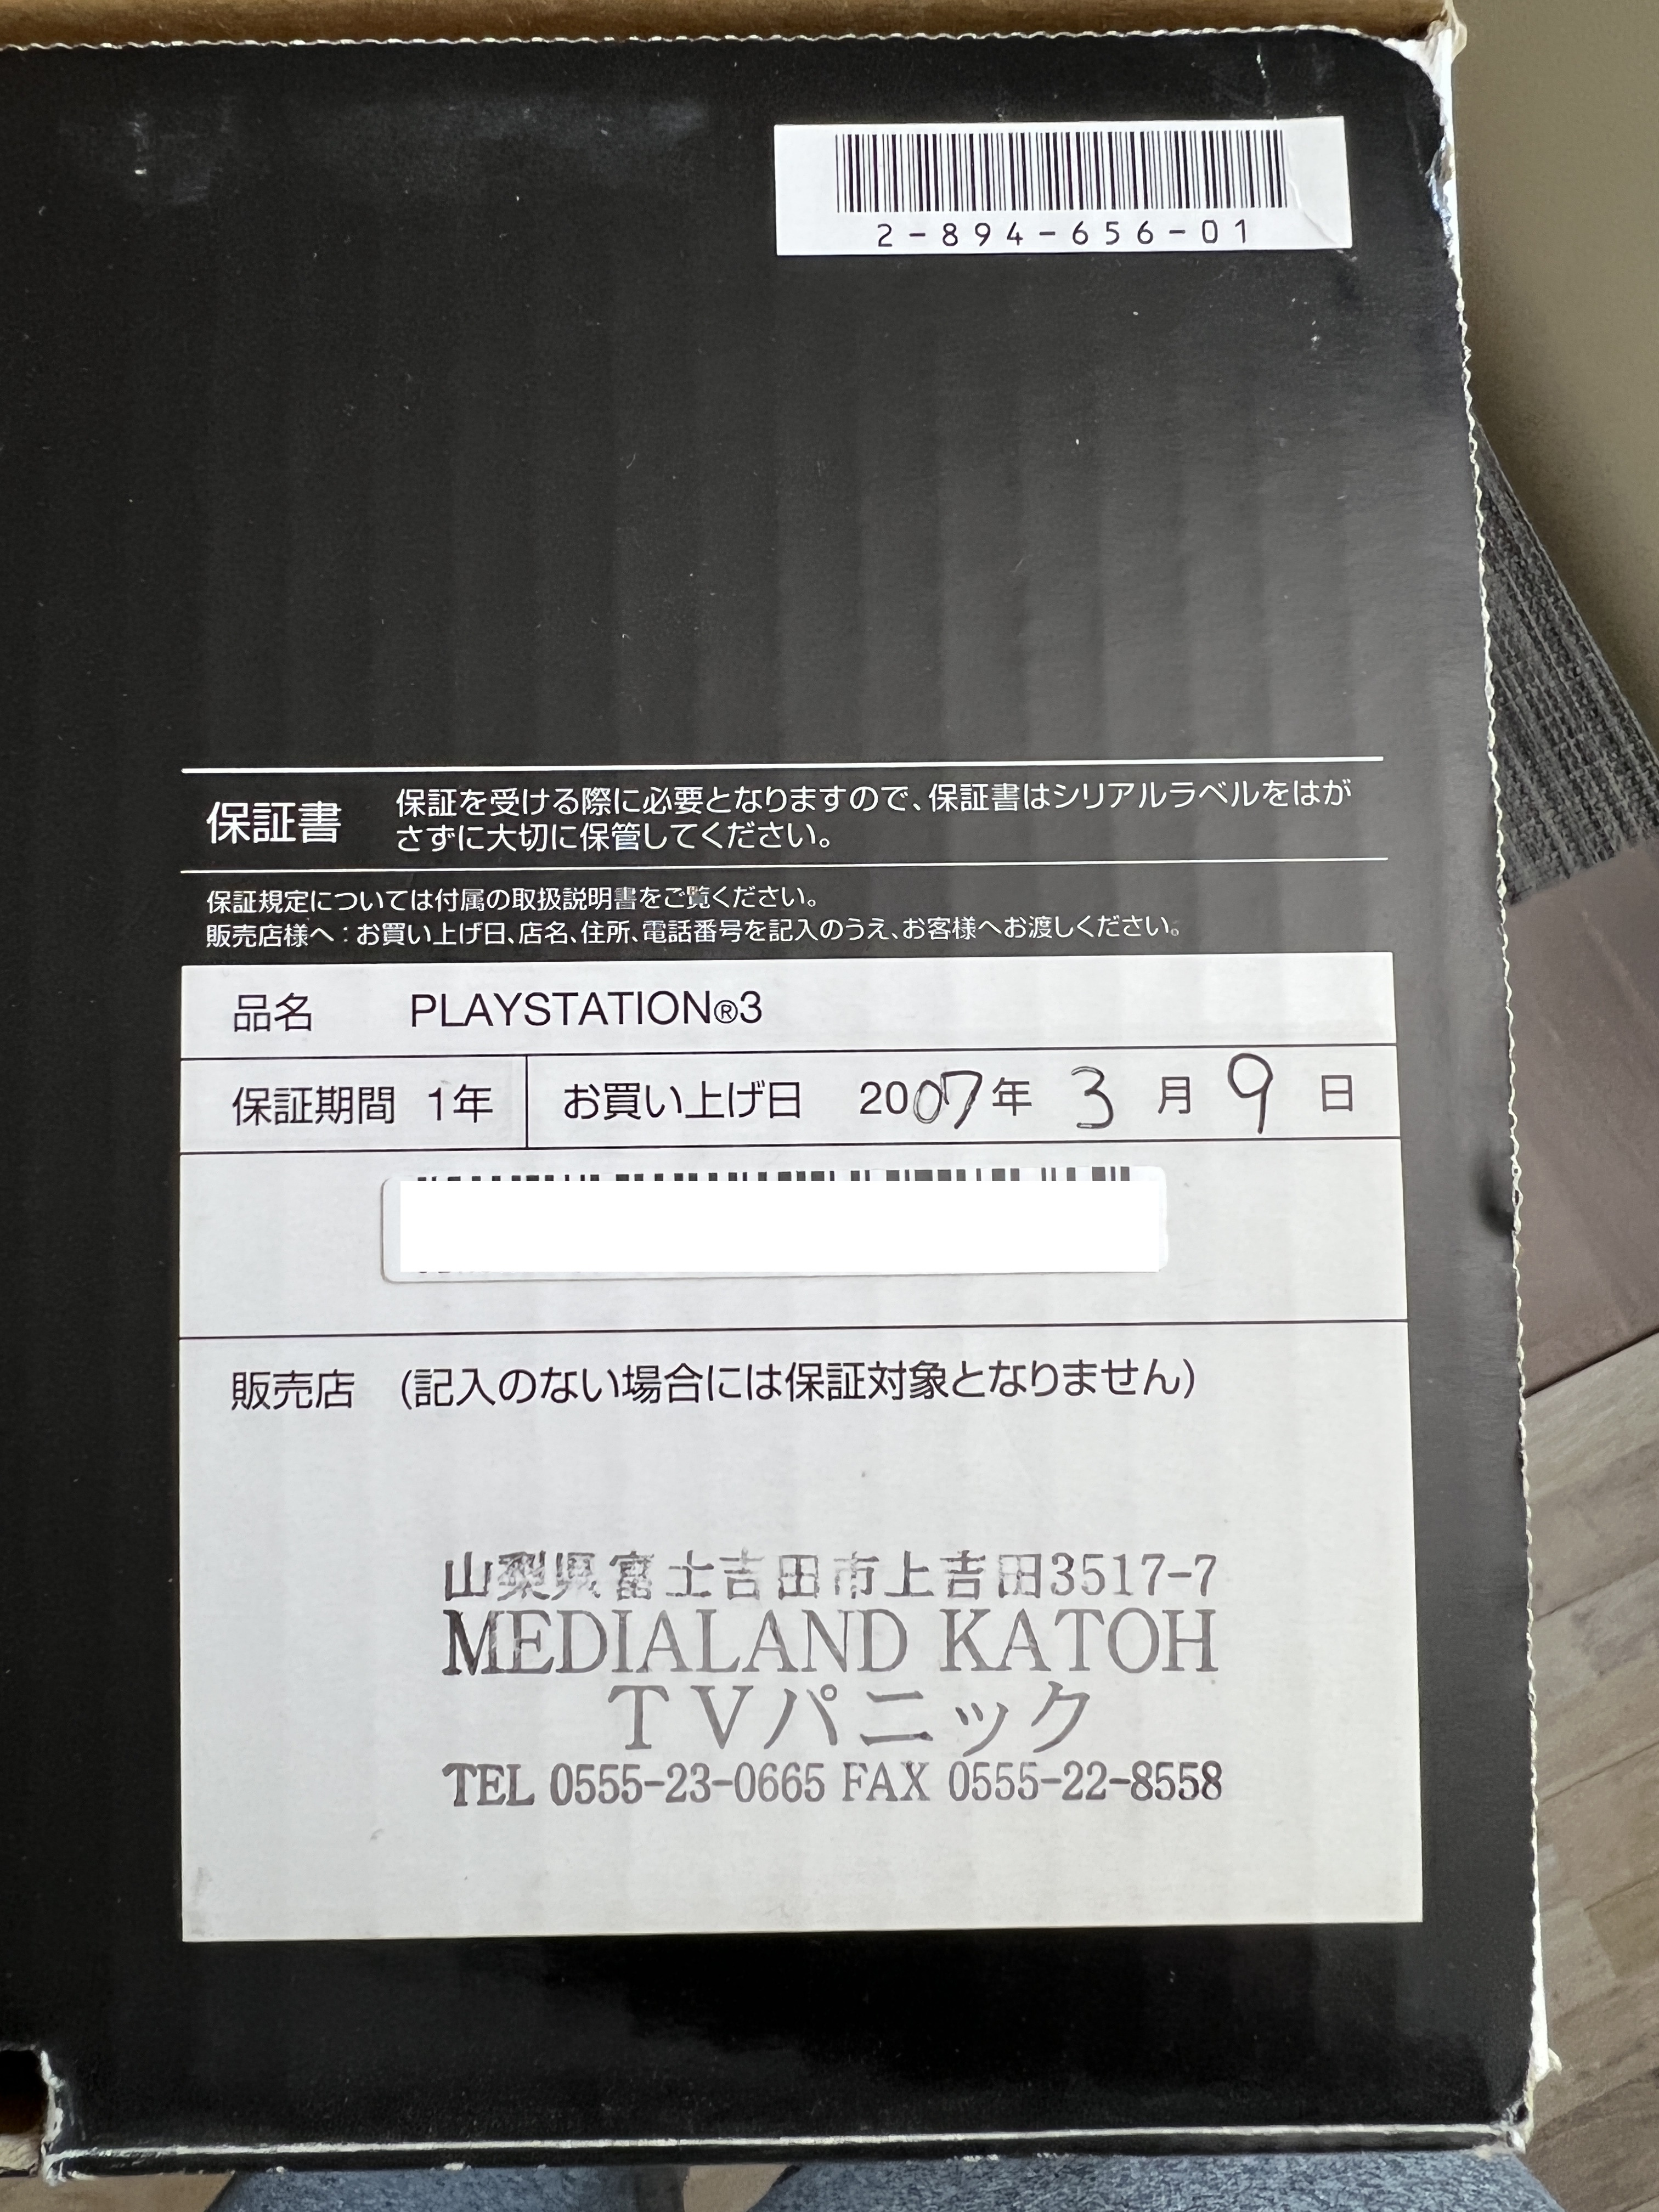 2-894-656-01
保証書
保証を受ける際に必要となりますので、保証書はシリアルラベルをはが
さずに大切に保管してください。
保証規定については付属の取扱説明書をご覧ください。
販売店様へ：お買い上げ日、店名、住所、電話番号を記入のうえ、お客様へお渡しください。
品名 PLAYSTATION®3
保証期間 1年 お買い上げ日 2007年 3月 9日
販売店 (記入のない場合には保証対象となりません)
山梨県富士吉田市上吉田3517-7
MEDIALAND KATOH
TVパニック
TEL 0555-23-0665 FAX 0555-22-8558